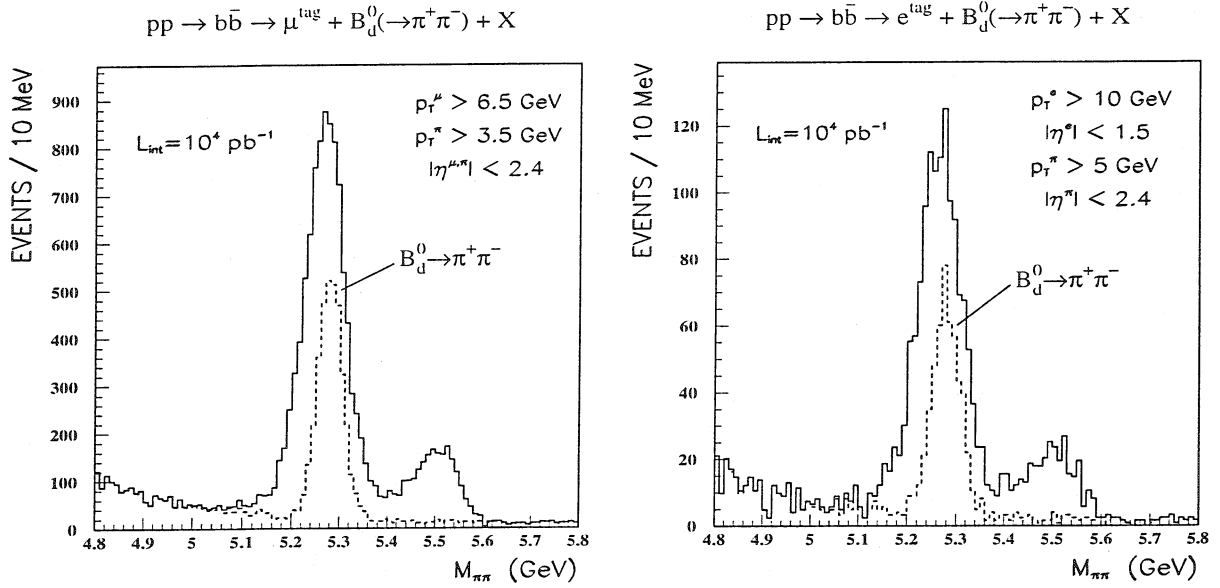 pp → bb̄ → μ^tag + B_d^0(→π⁺π⁻) + X
EVENTS / 10 MeV
900
800
700
600
500
400
300
200
100
0
L_int=10⁴ pb⁻¹
p_T^μ > 6.5 GeV
p_T^π > 3.5 GeV
|η^μ,π| < 2.4
B_d^0→π⁺π⁻
4.8 4.9 5 5.1 5.2 5.3 5.4 5.5 5.6 5.7 5.8
M_ππ (GeV)
pp → bb̄ → e^tag + B_d^0(→π⁺π⁻) + X
EVENTS / 10 MeV
120
100
80
60
40
20
0
L_int=10⁴ pb⁻¹
p_T^e > 10 GeV
|η^e| < 1.5
p_T^π > 5 GeV
|η^π| < 2.4
B_d^0→π⁺π⁻
4.8 4.9 5 5.1 5.2 5.3 5.4 5.5 5.6 5.7 5.8
M_ππ (GeV)